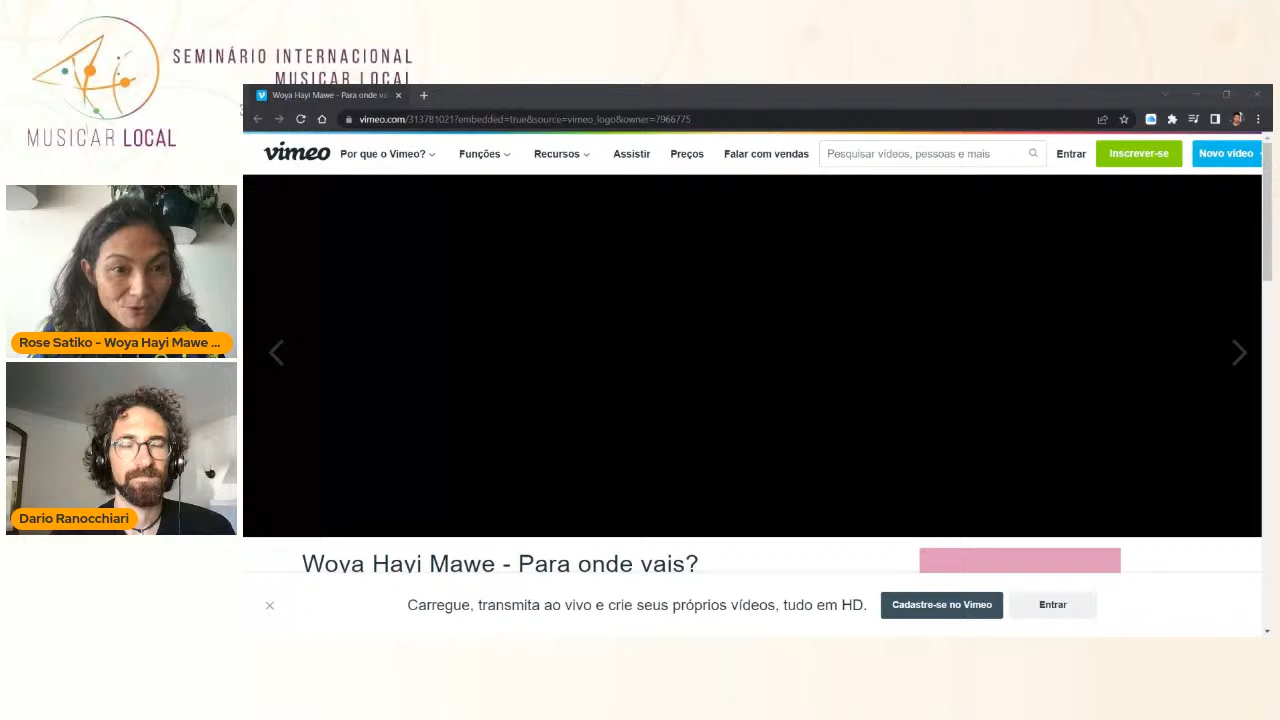 SEMINÁRIO INTERNACIONAL
MUSICAR LOCAL
MUSICAR LOCAL
Woya Hayi Mawe - Para onde va
vimeo.com/313781021?embedded=true&source=vimeo_logo&owner=7966775
vimeo
Por que o Vimeo?
Funções
Recursos
Assistir
Preços
Falar com vendas
Pesquisar vídeos, pessoas e mais
Entrar
Inscrever-se
Novo vídeo
Rose Satiko - Woya Hayi Mawe ...
Dario Ranocchiari
Woya Hayi Mawe - Para onde vais?
Carregue, transmita ao vivo e crie seus próprios vídeos, tudo em HD.
Cadastre-se no Vimeo
Entrar